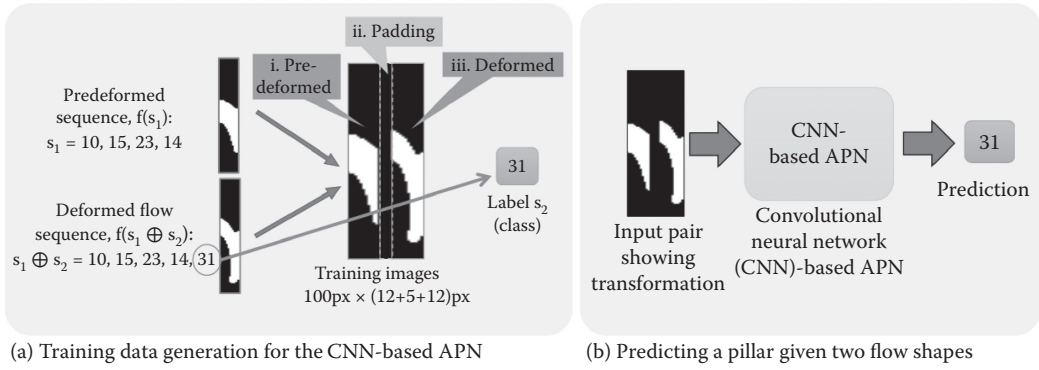 Predeformed
sequence, f(s₁):
s₁ = 10, 15, 23, 14
Deformed flow
sequence, f(s₁ ⊕ s₂):
s₁ ⊕ s₂ = 10, 15, 23, 14, 31
i. Pre-
deformed
ii. Padding
iii. Deformed
Training images
100px × (12+5+12)px
31
Label s₂
(class)
(a) Training data generation for the CNN-based APN
Input pair
showing
transformation
CNN-
based APN
Convolutional
neural network
(CNN)-based APN
31
Prediction
(b) Predicting a pillar given two flow shapes